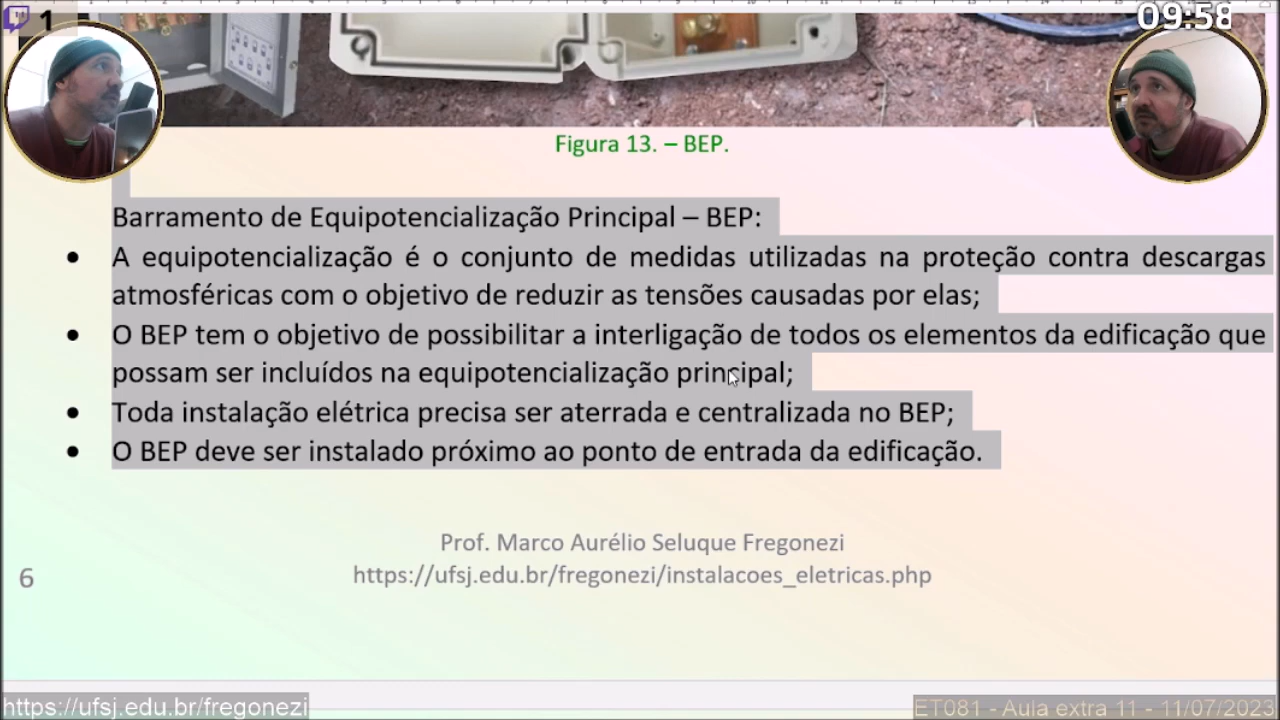 1
09:58
Figura 13. – BEP.
Barramento de Equipotencialização Principal – BEP:
• A equipotencialização é o conjunto de medidas utilizadas na proteção contra descargas
atmosféricas com o objetivo de reduzir as tensões causadas por elas;
• O BEP tem o objetivo de possibilitar a interligação de todos os elementos da edificação que
possam ser incluídos na equipotencialização principal;
• Toda instalação elétrica precisa ser aterrada e centralizada no BEP;
• O BEP deve ser instalado próximo ao ponto de entrada da edificação.
Prof. Marco Aurélio Seluque Fregonezi
6
https://ufsj.edu.br/fregonezi/instalacoes_eletricas.php
https://ufsj.edu.br/fregonezi
ET081 - Aula extra 11 - 11/07/2023